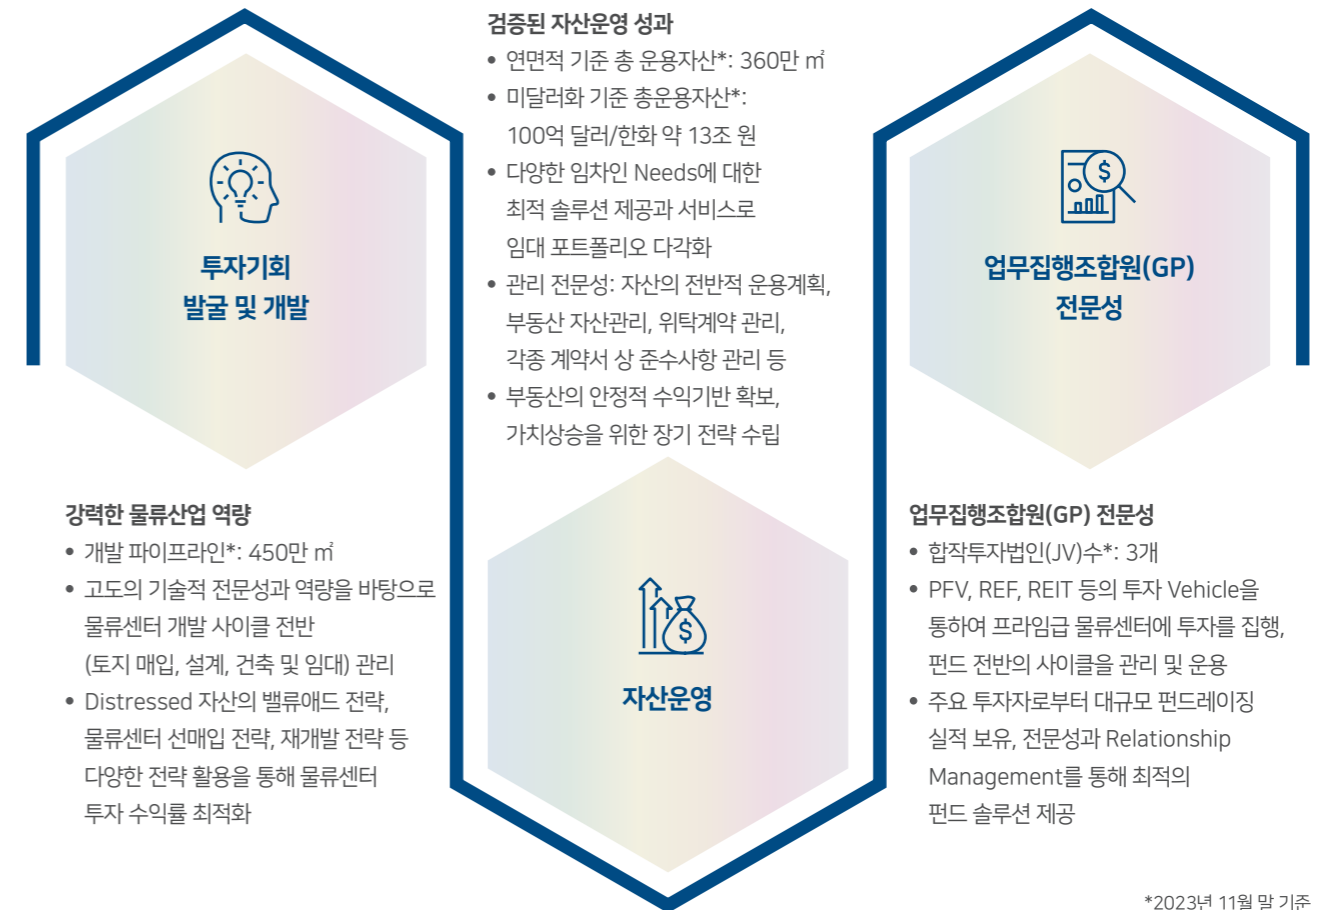 투자기회
발굴 및 개발
강력한 물류산업 역량
• 개발 파이프라인*: 450만 ㎡
• 고도의 기술적 전문성과 역량을 바탕으로
물류센터 개발 사이클 전반
(토지 매입, 설계, 건축 및 임대) 관리
• Distressed 자산의 밸류애드 전략,
물류센터 선매입 전략, 재개발 전략 등
다양한 전략 활용을 통해 물류센터
투자 수익률 최적화
검증된 자산운영 성과
• 연면적 기준 총 운용자산*: 360만 ㎡
• 미달러화 기준 총운용자산*:
100억 달러/한화 약 13조 원
• 다양한 임차인 Needs에 대한
최적 솔루션 제공과 서비스로
임대 포트폴리오 다각화
• 관리 전문성: 자산의 전반적 운용계획,
부동산 자산관리, 위탁계약 관리,
각종 계약서 상 준수사항 관리 등
• 부동산의 안정적 수익기반 확보,
가치상승을 위한 장기 전략 수립
자산운영
업무집행조합원(GP)
전문성
업무집행조합원(GP) 전문성
• 합작투자법인(JV)수*: 3개
• PFV, REF, REIT 등의 투자 Vehicle을
통하여 프라임급 물류센터에 투자를 집행,
펀드 전반의 사이클을 관리 및 운용
• 주요 투자자로부터 대규모 펀드레이징
실적 보유, 전문성과 Relationship
Management를 통해 최적의
펀드 솔루션 제공
*2023년 11월 말 기준